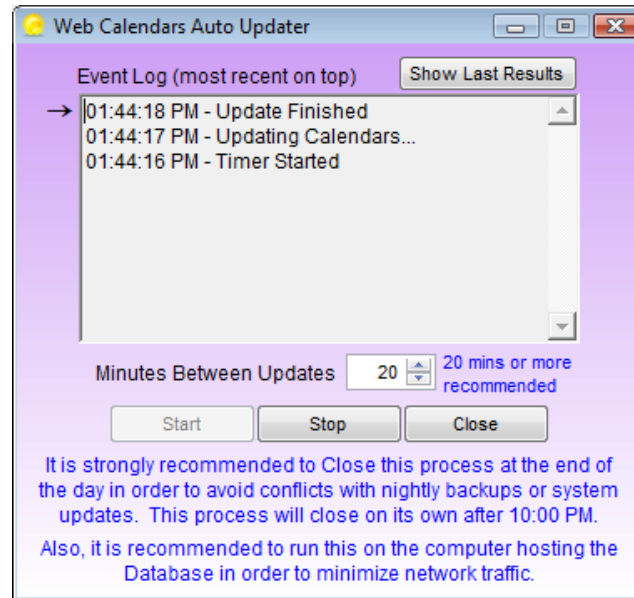 Web Calendars Auto Updater
Event Log (most recent on top)
Show Last Results
→ 01:44:18 PM - Update Finished
01:44:17 PM - Updating Calendars...
01:44:16 PM - Timer Started
Minutes Between Updates 20
20 mins or more
recommended
Start Stop Close
It is strongly recommended to Close this process at the end of
the day in order to avoid conflicts with nightly backups or system
updates.  This process will close on its own after 10:00 PM.
Also, it is recommended to run this on the computer hosting the
Database in order to minimize network traffic.